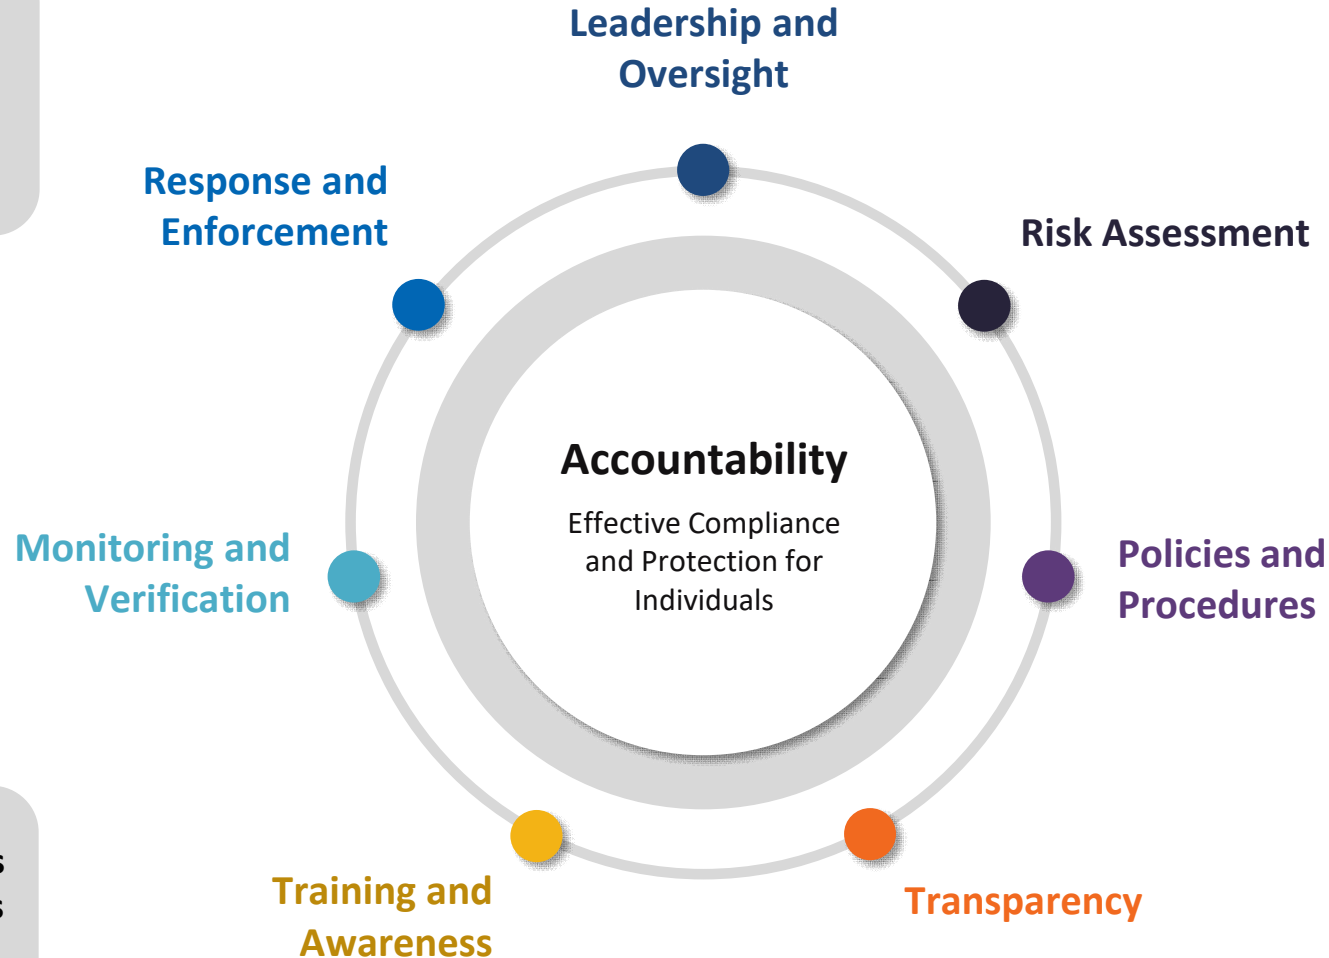 Leadership and
Oversight
Response and
Enforcement
Risk Assessment
Accountability
Effective Compliance
and Protection for
Individuals
Monitoring and
Verification
Policies and
Procedures
Training and
Awareness
Transparency